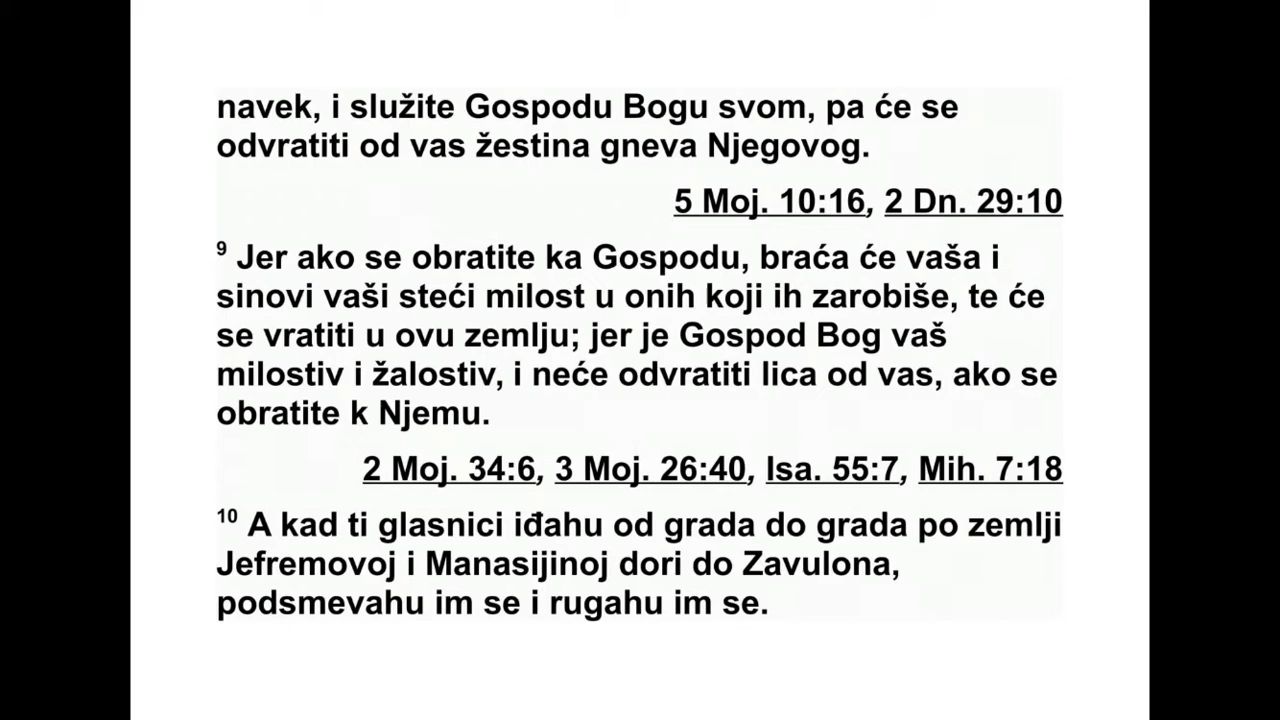 navek, i služite Gospodu Bogu svom, pa će se
odvratiti od vas žestina gneva Njegovog.
5 Moj. 10:16, 2 Dn. 29:10
9 Jer ako se obratite ka Gospodu, braća će vaša i
sinovi vaši steći milost u onih koji ih zarobiše, te će
se vratiti u ovu zemlju; jer je Gospod Bog vaš
milostiv i žalostiv, i neće odvratiti lica od vas, ako se
obratite k Njemu.
2 Moj. 34:6, 3 Moj. 26:40, Isa. 55:7, Mih. 7:18
10 A kad ti glasnici iđahu od grada do grada po zemlji
Jefremovoj i Manasijinoj dori do Zavulona,
podsmevahu im se i rugahu im se.